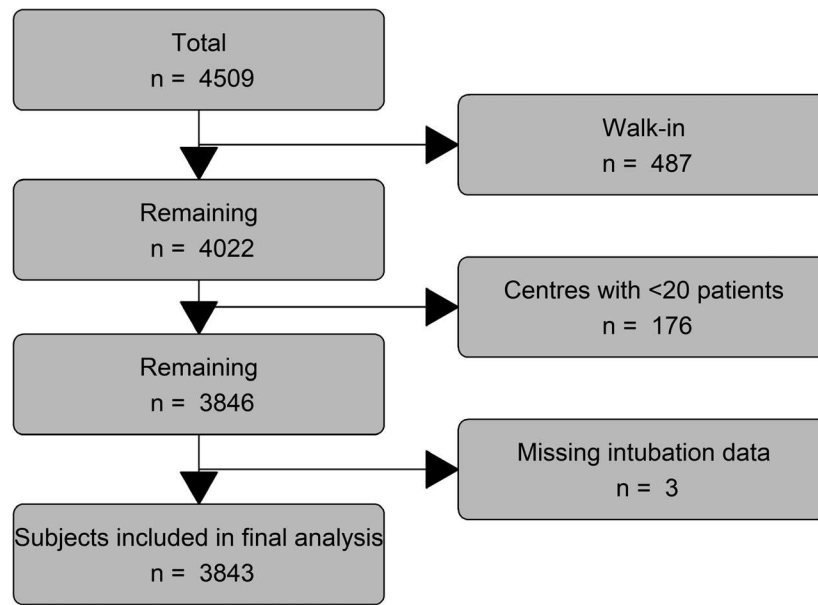 Total
n = 4509
Walk-in
n = 487
Remaining
n = 4022
Centres with <20 patients
n = 176
Remaining
n = 3846
Missing intubation data
n = 3
Subjects included in final analysis
n = 3843